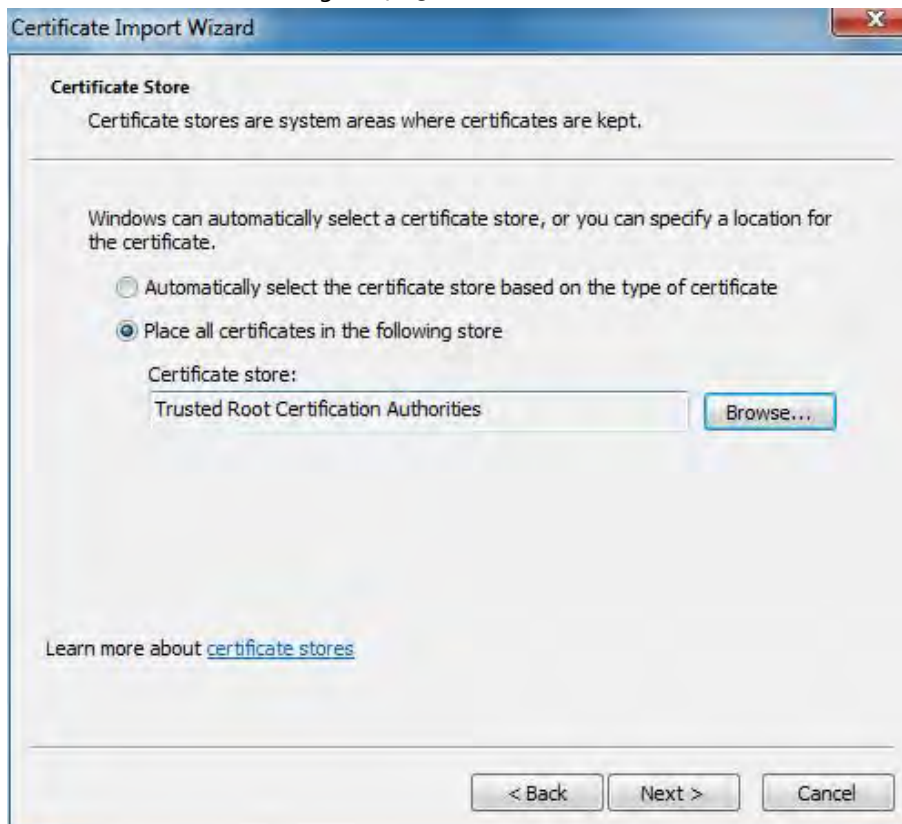 Certificate Import Wizard
Certificate Store
Certificate stores are system areas where certificates are kept.
Windows can automatically select a certificate store, or you can specify a location for
the certificate.
Automatically select the certificate store based on the type of certificate
Place all certificates in the following store
Certificate store:
Trusted Root Certification Authorities
Browse...
Learn more about certificate stores
< Back
Next >
Cancel